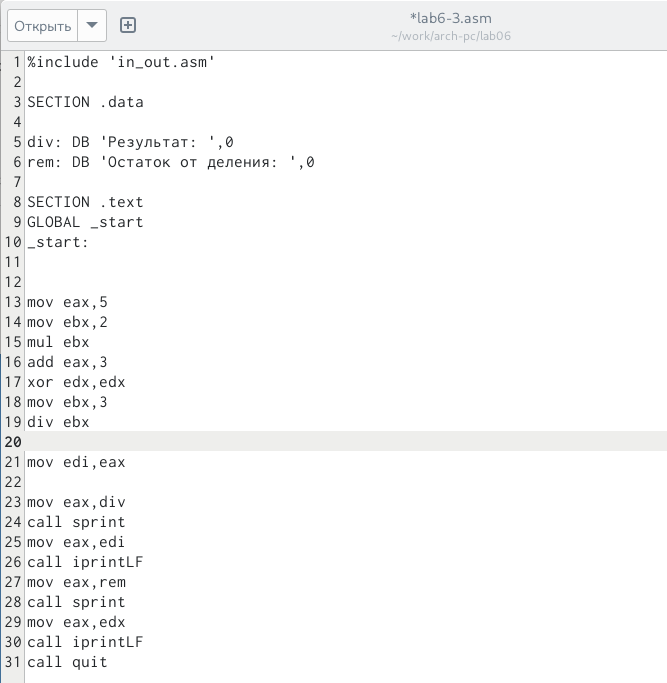 Открыть
*lab6-3.asm
~/work/arch-pc/lab06
1 %include 'in_out.asm'
2
3 SECTION .data
4
5 div: DB 'Результат: ',0
6 rem: DB 'Остаток от деления: ',0
7
8 SECTION .text
9 GLOBAL _start
10 _start:
11
12
13 mov eax,5
14 mov ebx,2
15 mul ebx
16 add eax,3
17 xor edx,edx
18 mov ebx,3
19 div ebx
20
21 mov edi,eax
22
23 mov eax,div
24 call sprint
25 mov eax,edi
26 call iprintLF
27 mov eax,rem
28 call sprint
29 mov eax,edx
30 call iprintLF
31 call quit